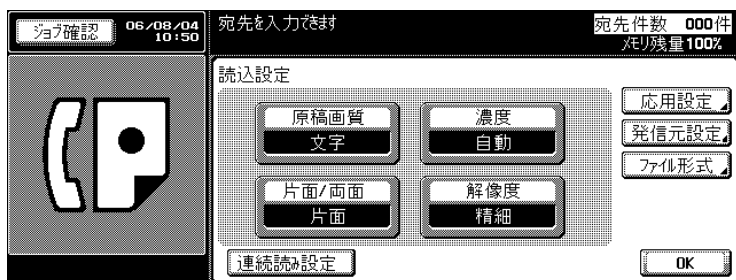 ジョブ確認
06/08/04
10:50
宛先を入力できます
宛先件数 000件
メモリ残量100%
読込設定
原稿画質
文字
濃度
自動
片面/両面
片面
解像度
精細
連続読み設定
応用設定
発信元設定
ファイル形式
OK